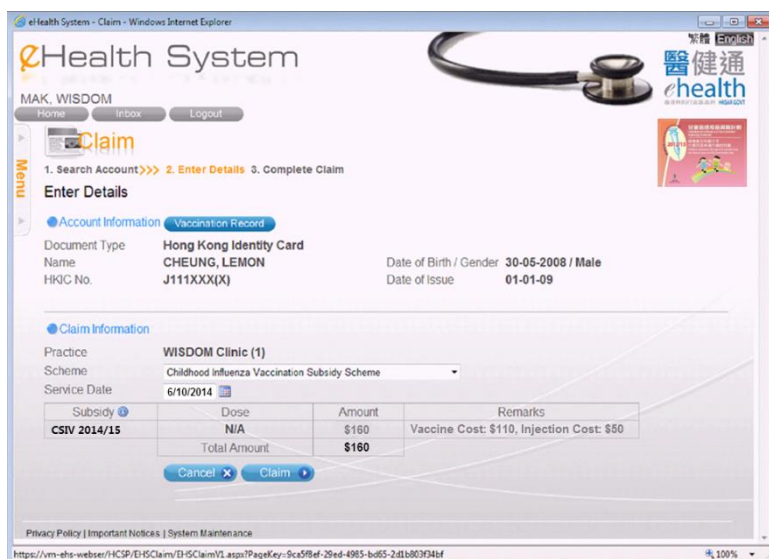 eHealth System - Claim - Windows Internet Explorer
繁體 English
eHealth System
醫健通
ehealth
MAK, WISDOM
Home Inbox Logout
Claim
2012/13
Menu
1. Search Account >>> 2. Enter Details 3. Complete Claim
Enter Details
Account Information Vaccination Record
Document Type Hong Kong Identity Card
Name CHEUNG, LEMON Date of Birth / Gender 30-05-2008 / Male
HKIC No. J111XXX(X) Date of Issue 01-01-09
Claim Information
Practice WISDOM Clinic (1)
Scheme Childhood Influenza Vaccination Subsidy Scheme
Service Date 6/10/2014
Subsidy Dose Amount Remarks
CSIV 2014/15 N/A $160 Vaccine Cost: $110, Injection Cost: $50
Total Amount $160
Cancel Claim
Privacy Policy | Important Notices | System Maintenance
https://vm-ehs-webser/HCSP/EHSClaim/EHSClaimV1.aspx?PageKey=9ca5f8ef-29ed-4985-bd65-2d1b803f34bf 100%